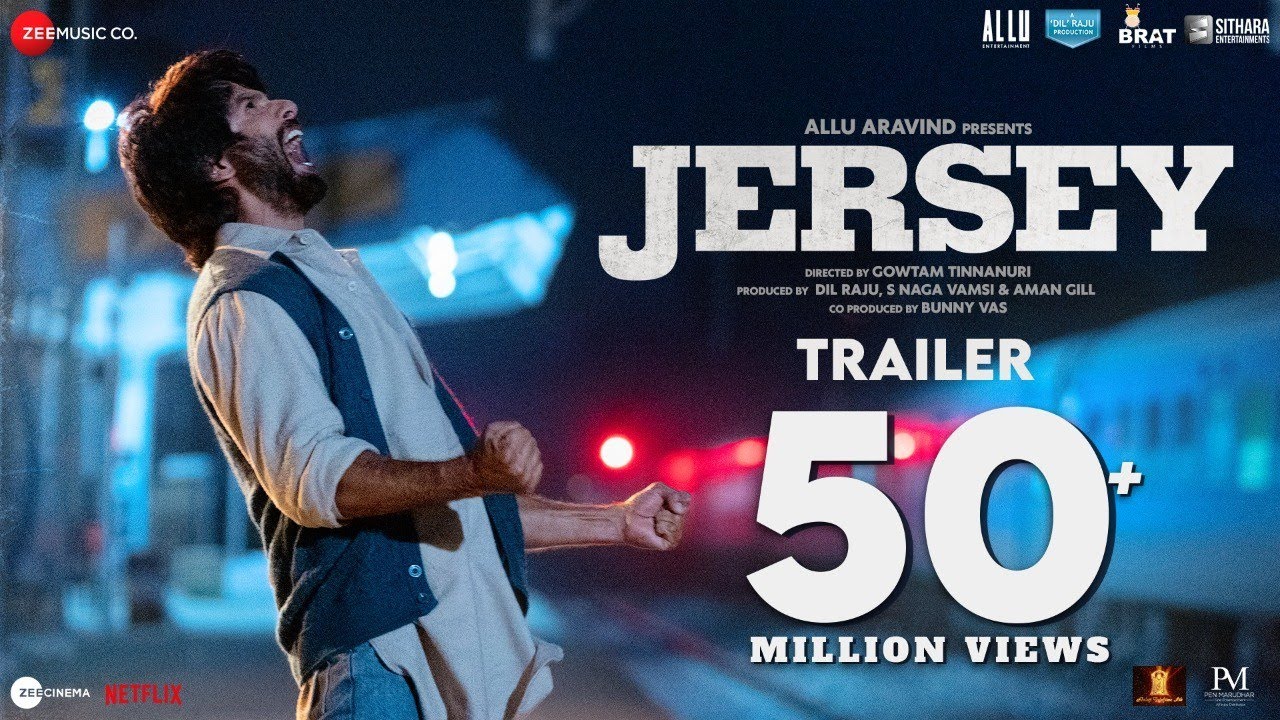 ZEEMUSIC CO.
ALLU
ENTERTAINMENT
A
'DIL' RAJU
PRODUCTION
BRAT
FILMS
SITHARA
ENTERTAINMENTS
ALLU ARAVIND PRESENTS
JERSEY
DIRECTED BY GOWTAM TINNANURI
PRODUCED BY DIL RAJU, S NAGA VAMSI & AMAN GILL
CO PRODUCED BY BUNNY VAS
TRAILER
50+
MILLION VIEWS
ZEECINEMA
NETFLIX
PM
PEN MARUDHAR